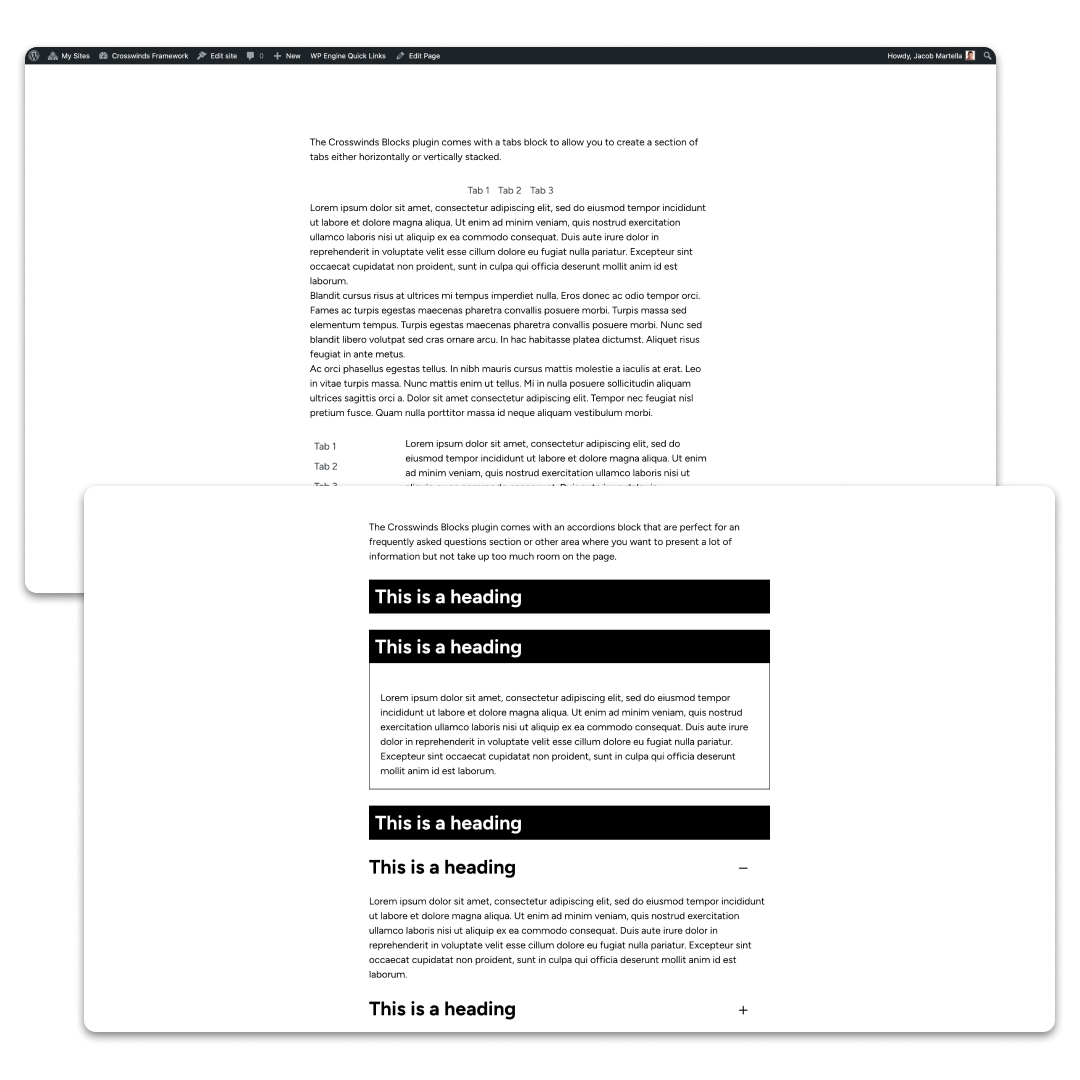 My Sites Crosswinds Framework Edit site 0 New WP Engine Quick Links Edit Page Howdy, Jacob Martella
The Crosswinds Blocks plugin comes with a tabs block to allow you to create a section of
tabs either horizontally or vertically stacked.
Tab 1 Tab 2 Tab 3
Lorem ipsum dolor sit amet, consectetur adipiscing elit, sed do eiusmod tempor incididunt
ut labore et dolore magna aliqua. Ut enim ad minim veniam, quis nostrud exercitation
ullamco laboris nisi ut aliquip ex ea commodo consequat. Duis aute irure dolor in
reprehenderit in voluptate velit esse cillum dolore eu fugiat nulla pariatur. Excepteur sint
occaecat cupidatat non proident, sunt in culpa qui officia deserunt mollit anim id est
laborum.
Blandit cursus risus at ultrices mi tempus imperdiet nulla. Eros donec ac odio tempor orci.
Fames ac turpis egestas maecenas pharetra convallis posuere morbi. Turpis massa sed
elementum tempus. Turpis egestas maecenas pharetra convallis posuere morbi. Nunc sed
blandit libero volutpat sed cras ornare arcu. In hac habitasse platea dictumst. Aliquet risus
feugiat in ante metus.
Ac orci phasellus egestas tellus. In nibh mauris cursus mattis molestie a iaculis at erat. Leo
in vitae turpis massa. Nunc mattis enim ut tellus. Mi in nulla posuere sollicitudin aliquam
ultrices sagittis orci a. Dolor sit amet consectetur adipiscing elit. Tempor nec feugiat nisl
pretium fusce. Quam nulla porttitor massa id neque aliquam vestibulum morbi.
Tab 1
Tab 2
Lorem ipsum dolor sit amet, consectetur adipiscing elit, sed do
eiusmod tempor incididunt ut labore et dolore magna aliqua. Ut enim
ad minim veniam, quis nostrud exercitation ullamco laboris nisi ut
The Crosswinds Blocks plugin comes with an accordions block that are perfect for an
frequently asked questions section or other area where you want to present a lot of
information but not take up too much room on the page.
This is a heading
This is a heading
Lorem ipsum dolor sit amet, consectetur adipiscing elit, sed do eiusmod tempor
incididunt ut labore et dolore magna aliqua. Ut enim ad minim veniam, quis nostrud
exercitation ullamco laboris nisi ut aliquip ex ea commodo consequat. Duis aute irure
dolor in reprehenderit in voluptate velit esse cillum dolore eu fugiat nulla pariatur.
Excepteur sint occaecat cupidatat non proident, sunt in culpa qui officia deserunt
mollit anim id est laborum.
This is a heading
This is a heading −
Lorem ipsum dolor sit amet, consectetur adipiscing elit, sed do eiusmod tempor incididunt
ut labore et dolore magna aliqua. Ut enim ad minim veniam, quis nostrud exercitation
ullamco laboris nisi ut aliquip ex ea commodo consequat. Duis aute irure dolor in
reprehenderit in voluptate velit esse cillum dolore eu fugiat nulla pariatur. Excepteur sint
occaecat cupidatat non proident, sunt in culpa qui officia deserunt mollit anim id est
laborum.
This is a heading +